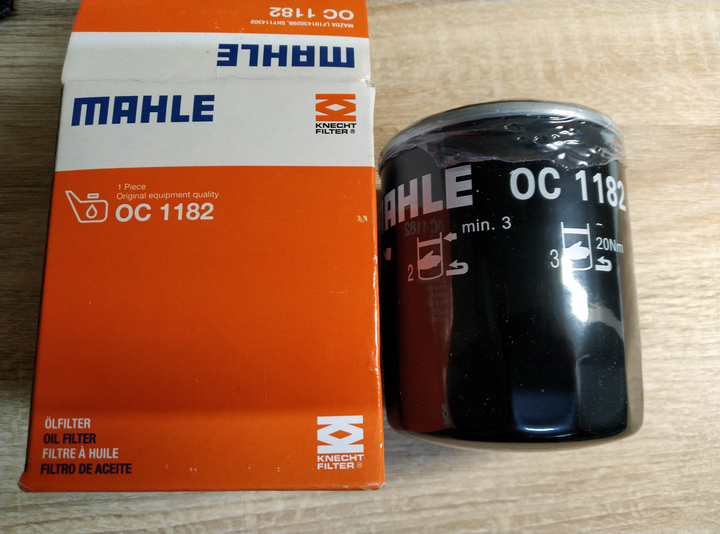 OC 1182
MAHLE
MAHLE
KNECHT
FILTER®
1 Piece
Original equipment quality
OC 1182
ÖLFILTER
OIL FILTER
FILTRE À HUILE
FILTRO DE ACEITE
KNECHT
FILTER®
MAHLE OC 1182
min. 3
2
3
~
20Nm